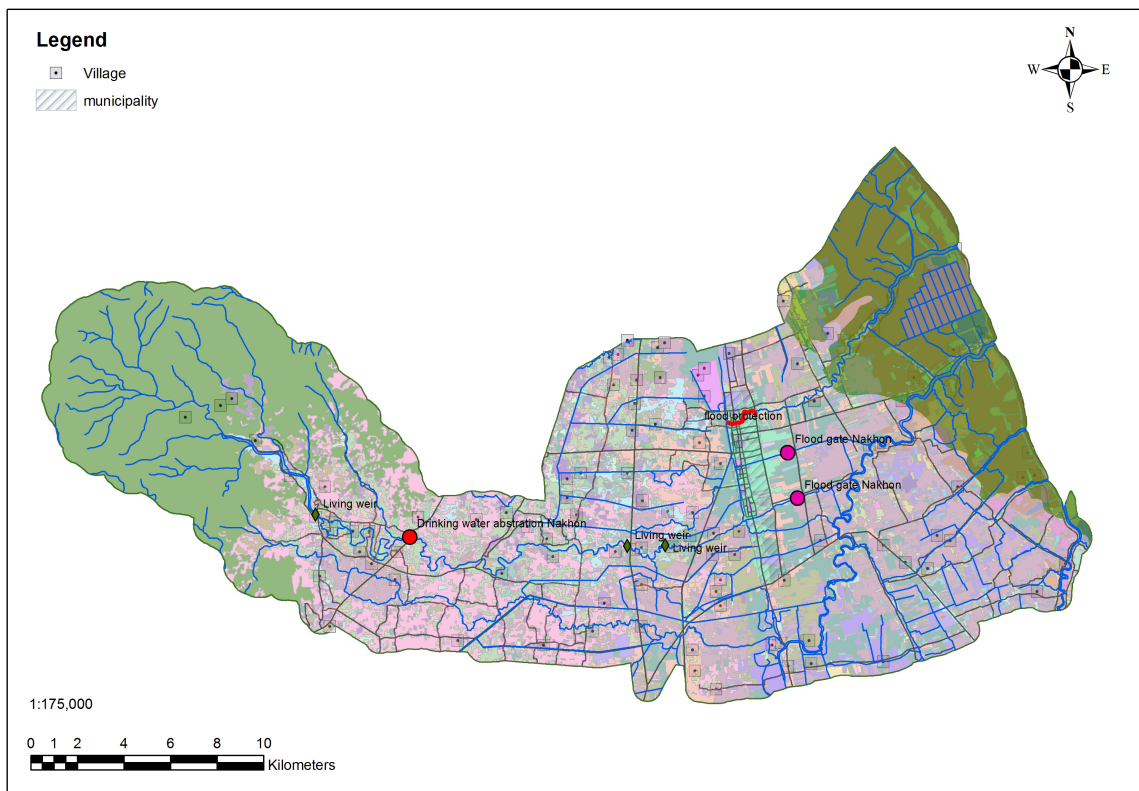 Legend
Village
municipality
N
W E
S
flood protection
Flood gate Nakhon
Flood gate Nakhon
Living weir
Drinking water abstration Nakhon
Living weir
Living weir
1:175,000
0 1 2 4 6 8 10
Kilometers